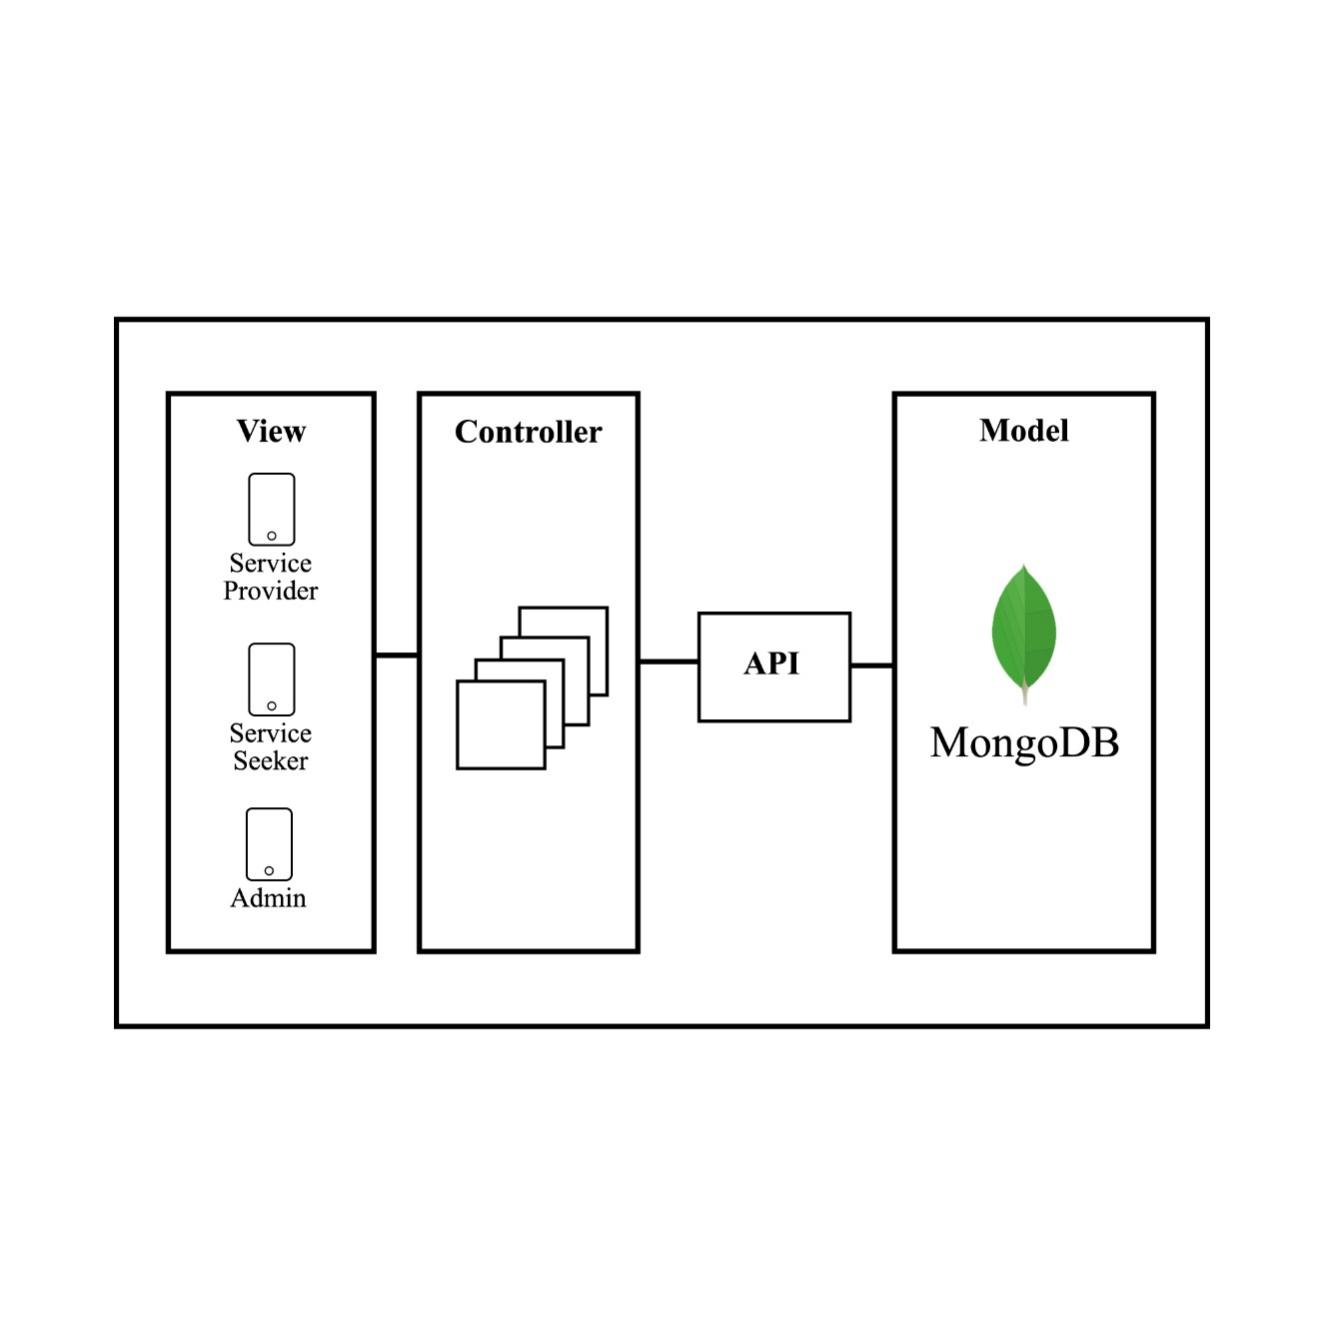 View
Service
Provider
Service
Seeker
Admin
Controller
API
Model
MongoDB